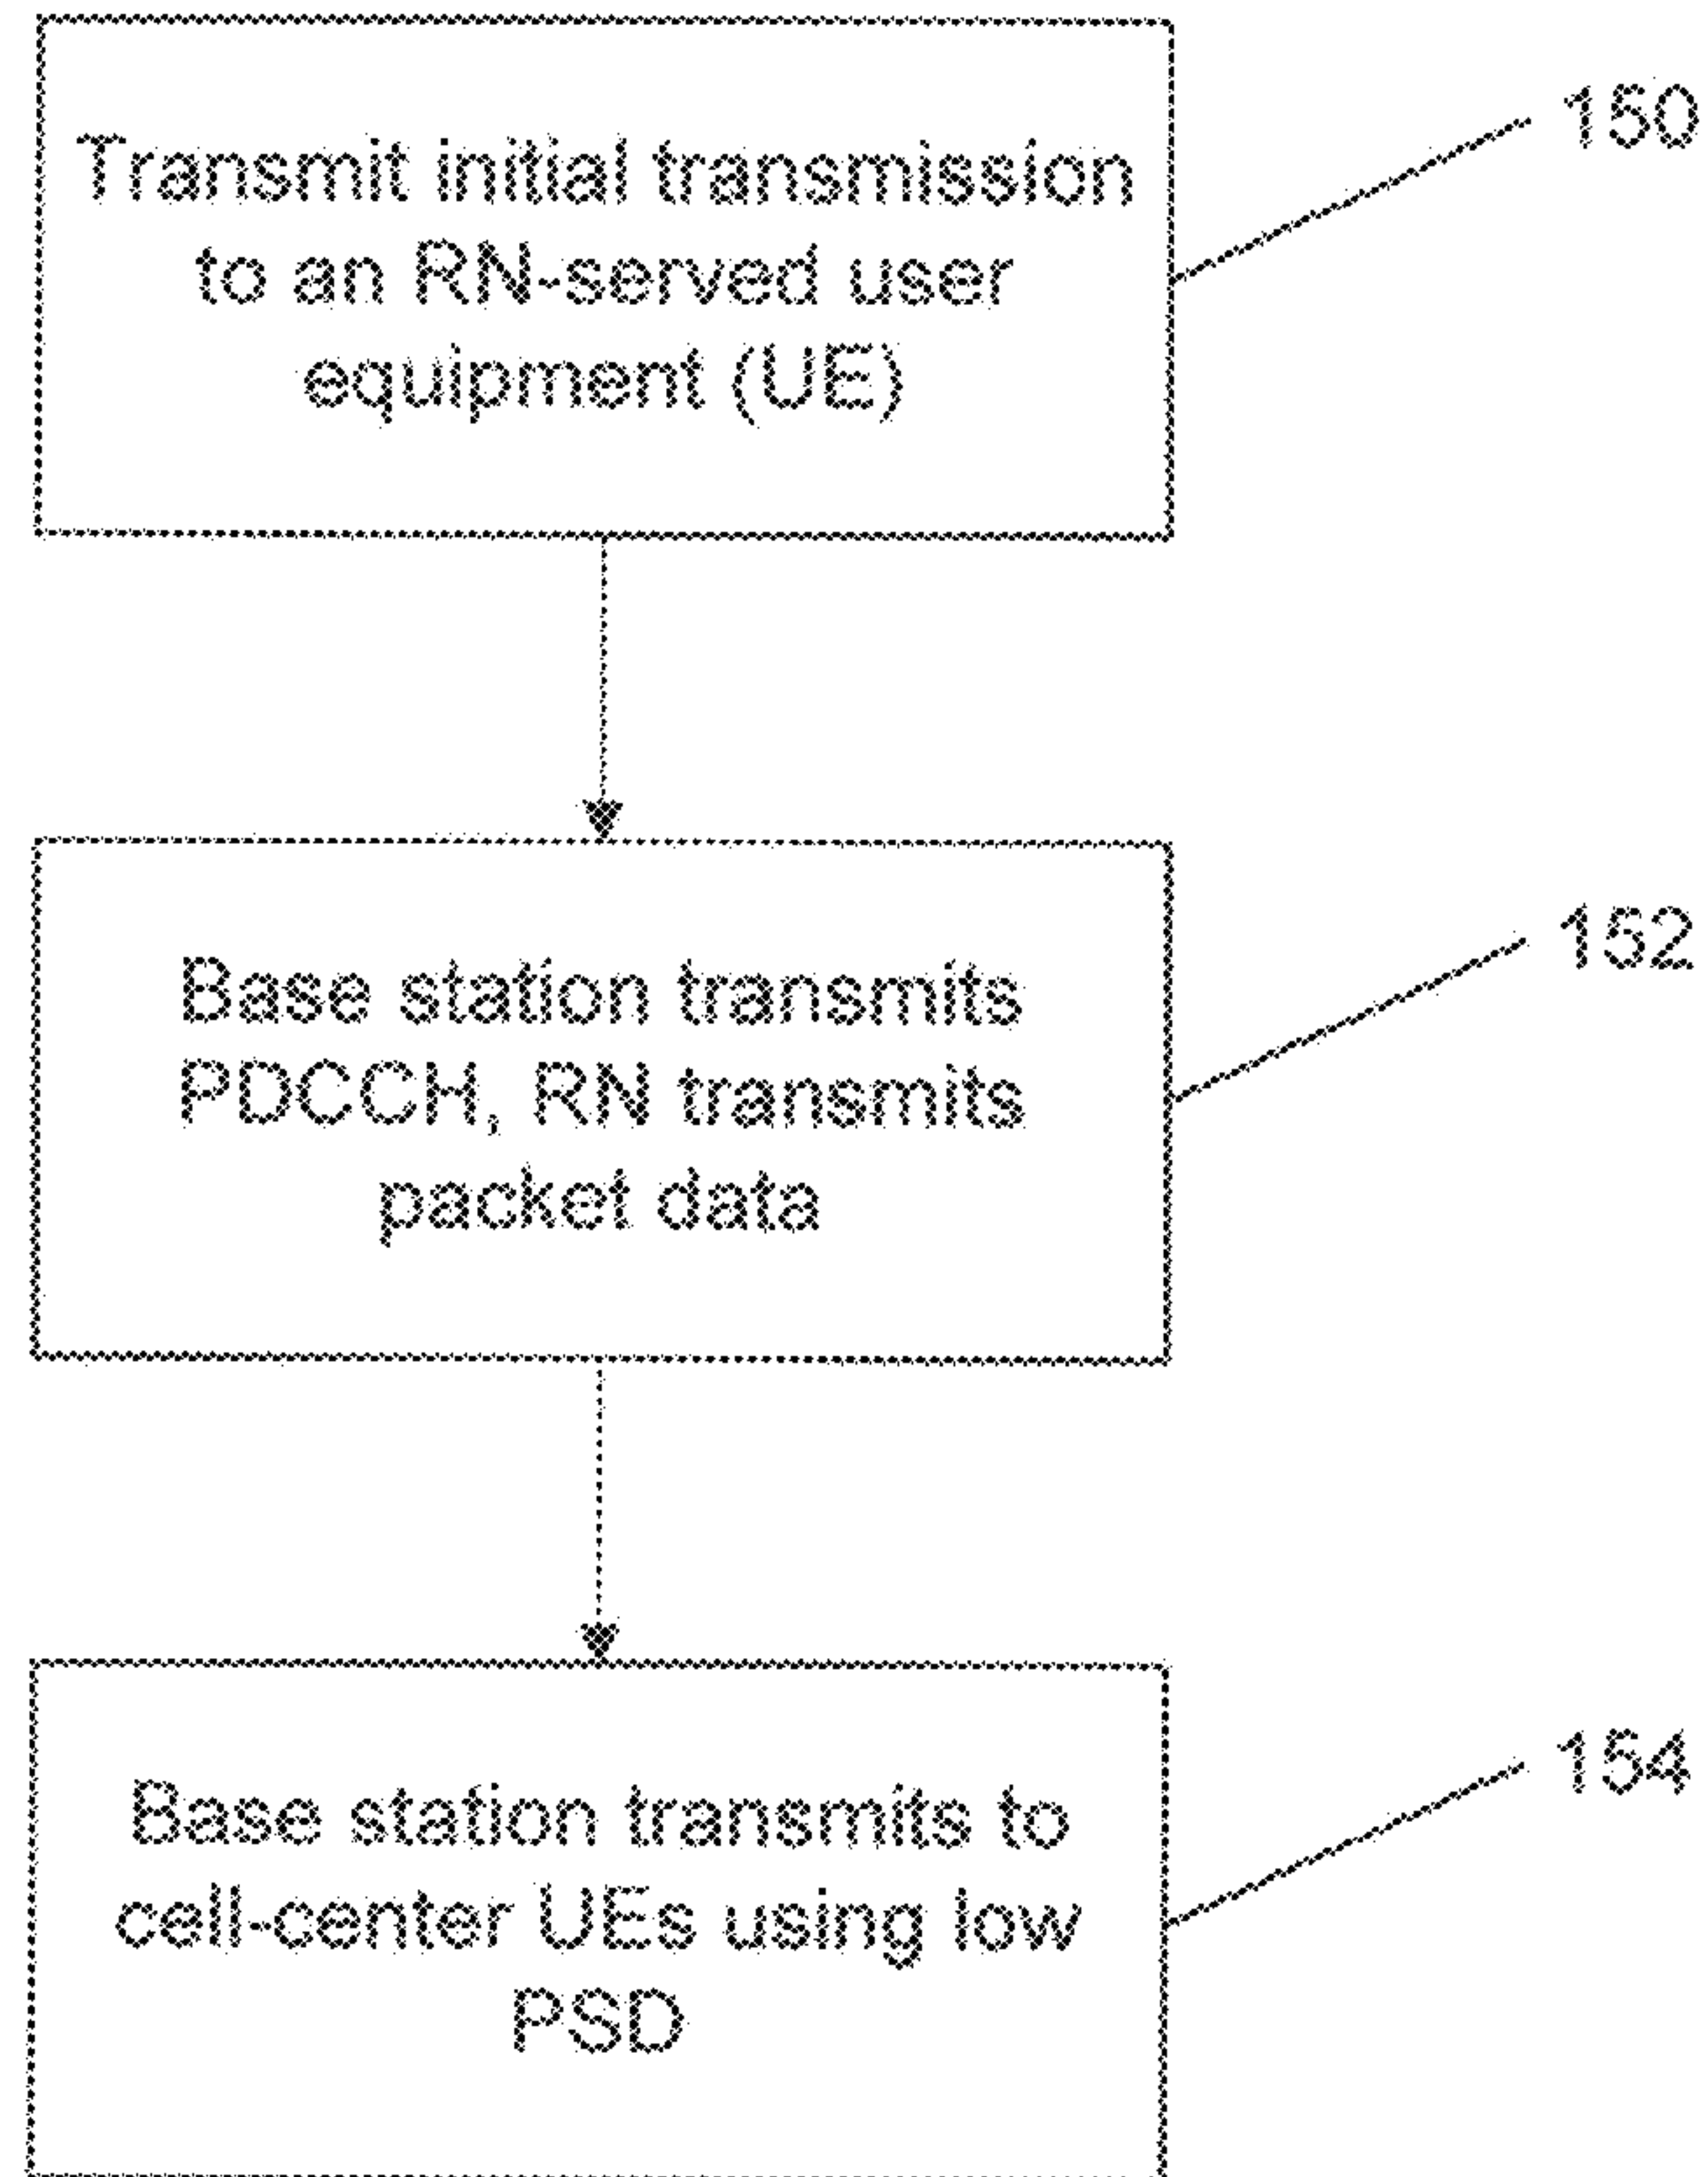 Transmit initial transmission
to an RN-served user
equipment (UE)
150
Base station transmits
PDCCH, RN transmits
packet data
152
Base station transmits to
cell-center UEs using low
PSD
154